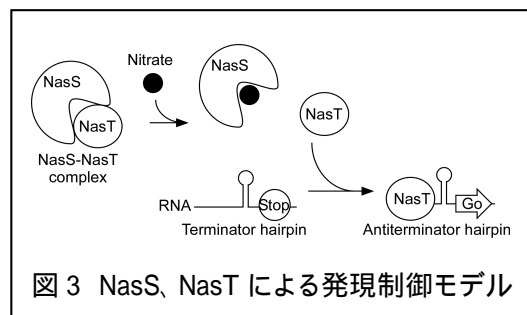 NasS
Nitrate
NasS
NasT
NasT
NasS-NasT
complex
RNA
Stop
NasT
Go
Terminator hairpin
Antiterminator hairpin
図 3 NasS、NasT による発現制御モデル